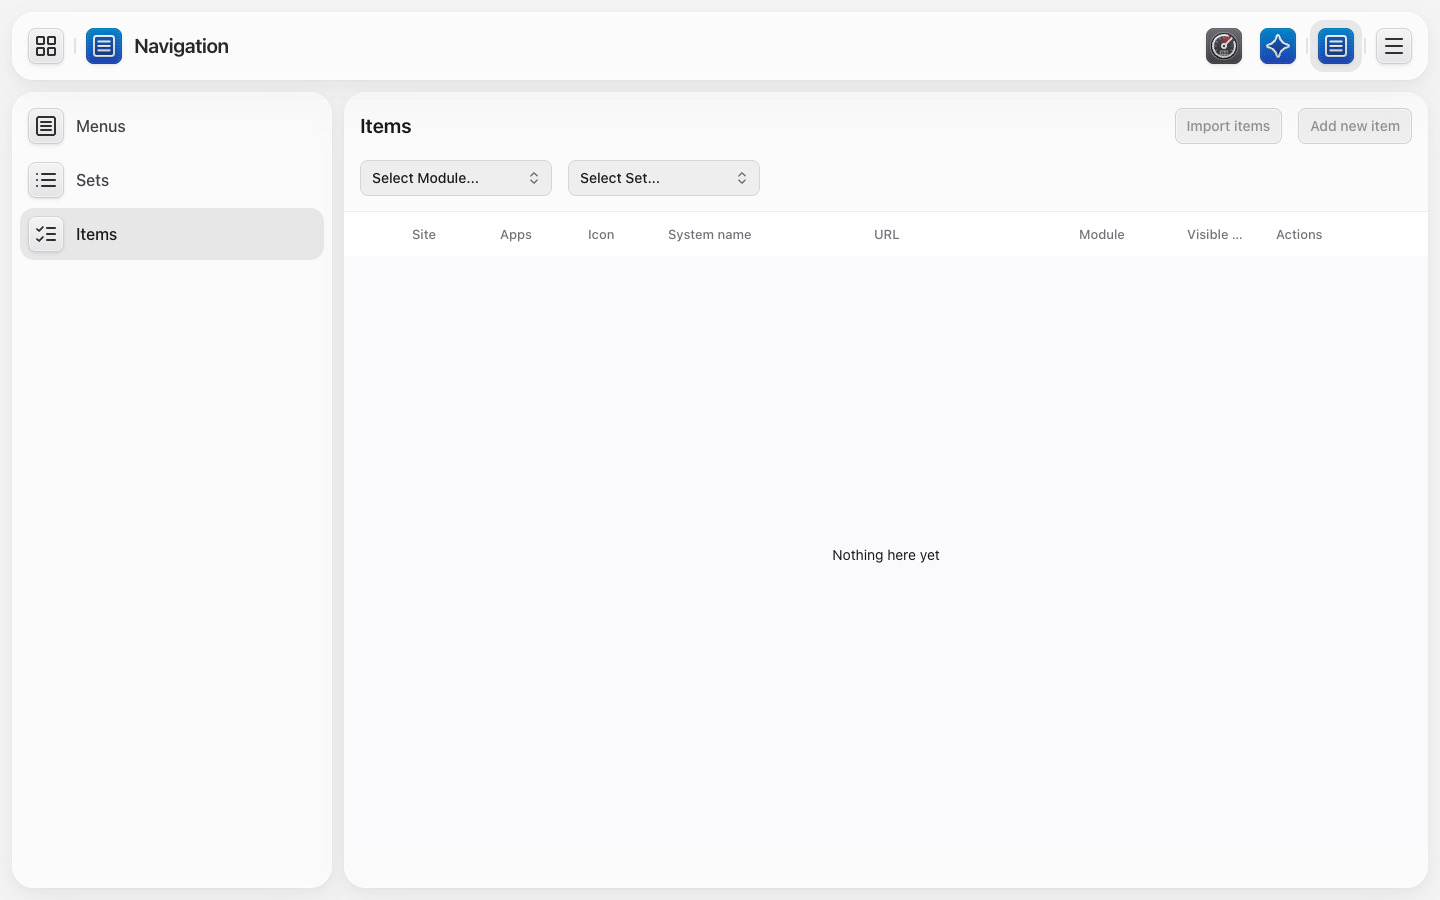 Navigation
Menus
Sets
Items
Items
Import items
Add new item
Select Module...
Select Set...
Site
Apps
Icon
System name
URL
Module
Visible ...
Actions
Nothing here yet